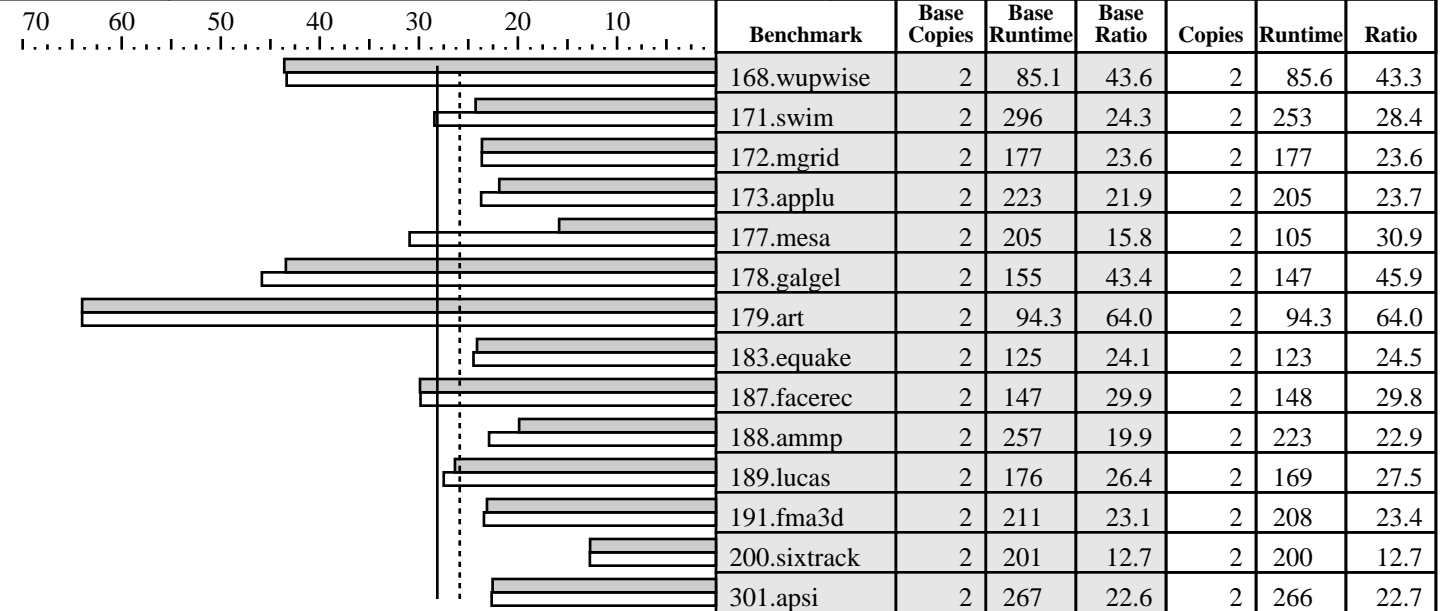 70 60 50 40 30 20 10
Benchmark Base Copies Base Runtime Base Ratio Copies Runtime Ratio
168.wupwise 2 85.1 43.6 2 85.6 43.3
171.swim 2 296 24.3 2 253 28.4
172.mgrid 2 177 23.6 2 177 23.6
173.applu 2 223 21.9 2 205 23.7
177.mesa 2 205 15.8 2 105 30.9
178.galgel 2 155 43.4 2 147 45.9
179.art 2 94.3 64.0 2 94.3 64.0
183.equake 2 125 24.1 2 123 24.5
187.facerec 2 147 29.9 2 148 29.8
188.ammp 2 257 19.9 2 223 22.9
189.lucas 2 176 26.4 2 169 27.5
191.fma3d 2 211 23.1 2 208 23.4
200.sixtrack 2 201 12.7 2 200 12.7
301.apsi 2 267 22.6 2 266 22.7